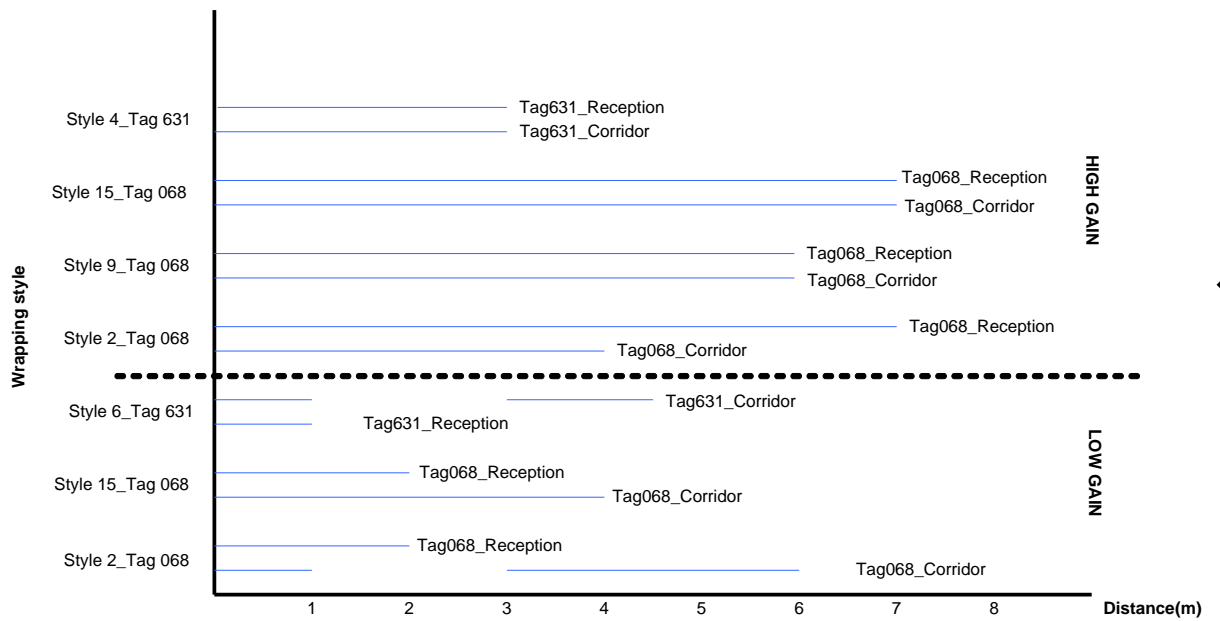 Tag631_Reception
Style 4_Tag 631
Tag631_Corridor
Tag068_Reception
Style 15_Tag 068
Tag068_Corridor
HIGH GAIN
Tag068_Reception
Style 9_Tag 068
Tag068_Corridor
Wrapping style
Tag068_Reception
Style 2_Tag 068
Tag068_Corridor
Tag631_Corridor
Style 6_Tag 631
Tag631_Reception
LOW GAIN
Tag068_Reception
Style 15_Tag 068
Tag068_Corridor
Tag068_Reception
Style 2_Tag 068
Tag068_Corridor
1 2 3 4 5 6 7 8 Distance(m)